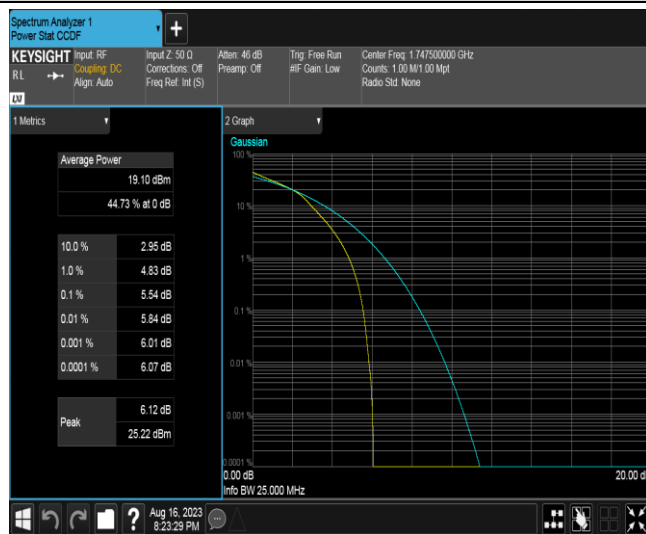 Spectrum Analyzer 1
Power Stat CCDF
+
KEYSIGHT
RL
Input: RF
Coupling: DC
Align: Auto
Input Z: 50 Ω
Corrections: Off
Freq Ref: Int (S)
Atten: 46 dB
Preamp: Off
Trig: Free Run
#IF Gain: Low
Center Freq: 1.747500000 GHz
Counts: 1.00 M/1.00 Mpt
Radio Std: None
LXI
1 Metrics
Average Power
19.10 dBm
44.73 % at 0 dB
10.0 % 2.95 dB
1.0 % 4.83 dB
0.1 % 5.54 dB
0.01 % 5.84 dB
0.001 % 6.01 dB
0.0001 % 6.07 dB
Peak
6.12 dB
25.22 dBm
2 Graph
Gaussian
100 %
10 %
1 %
0.1 %
0.01 %
0.001 %
0.0001 %
0.00 dB
20.00 d
Info BW 25.000 MHz
?
Aug 16, 2023
8:23:29 PM